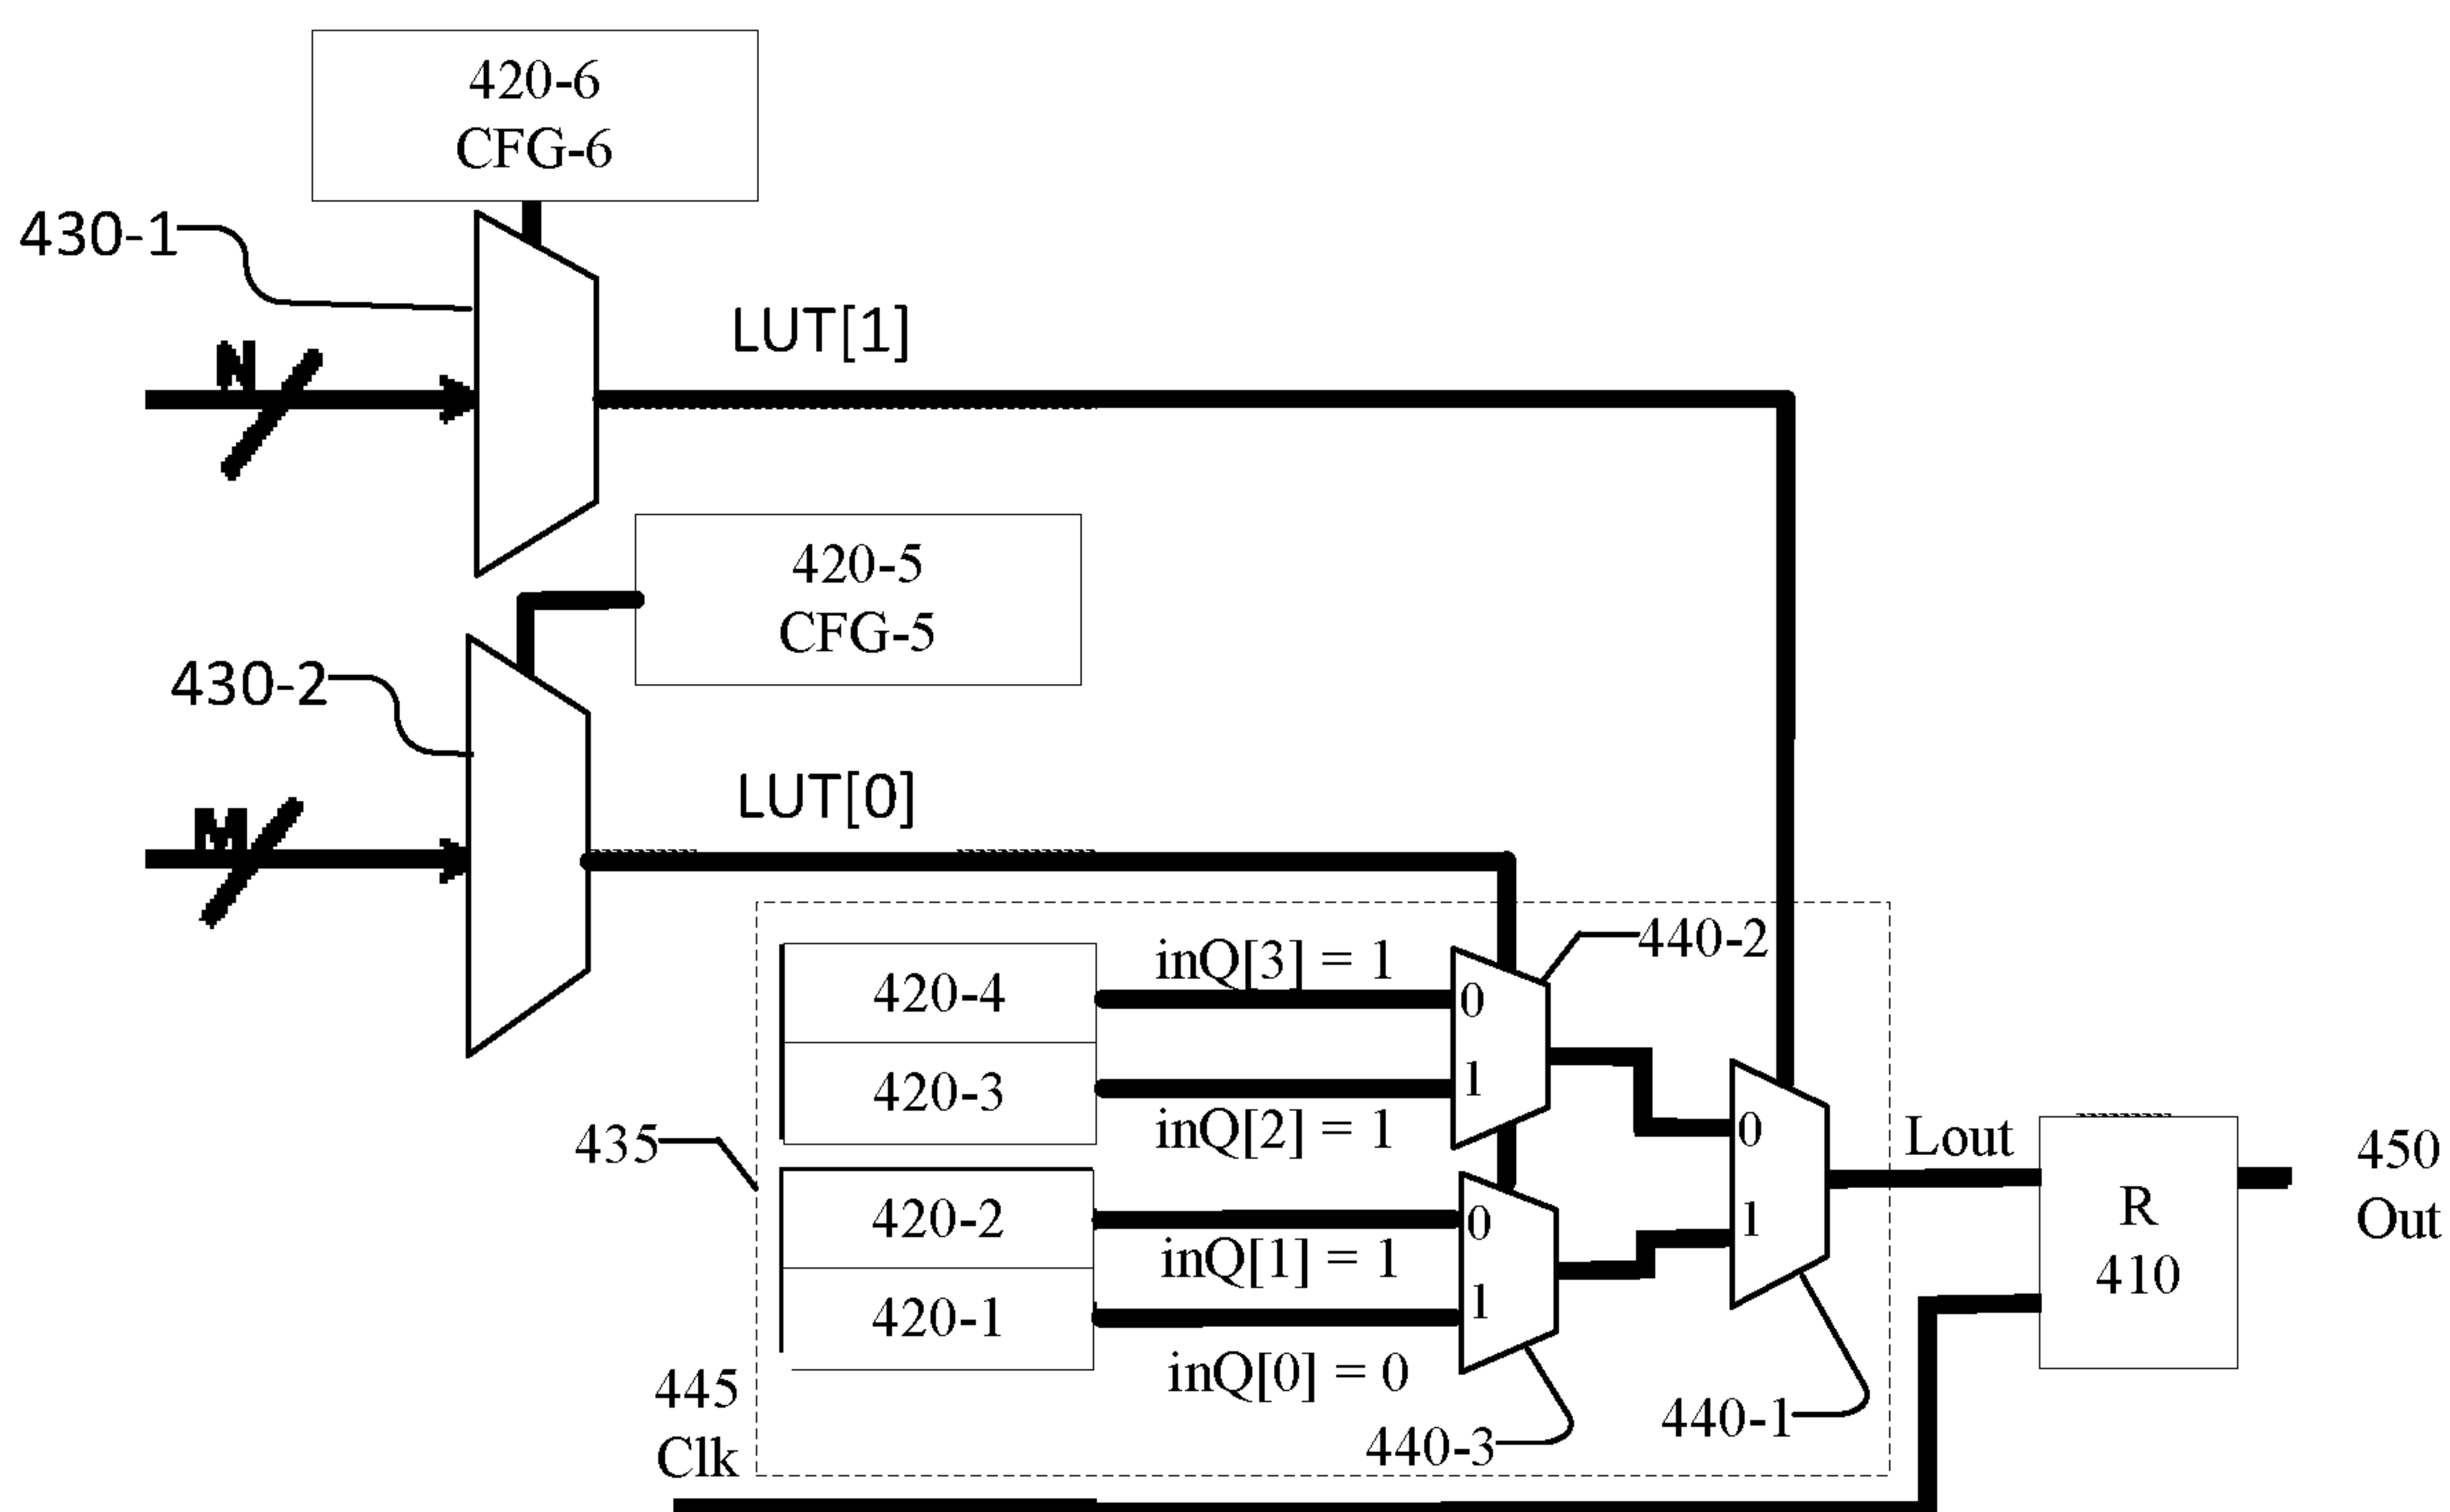 420-6
CFG-6
430-1
N
LUT[1]
420-5
CFG-5
430-2
M
LUT[0]
440-2
inQ[3] = 1
420-4
0
420-3
1
inQ[2] = 1
435
0
Lout
450
420-2
0
R
Out
inQ[1] = 1
1
410
420-1
1
inQ[0] = 0
445
Clk
440-3
440-1